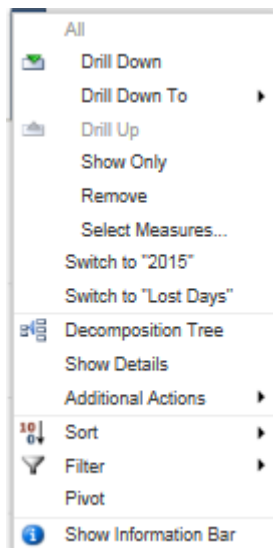 All
Drill Down
Drill Down To
Drill Up
Show Only
Remove
Select Measures...
Switch to "2015"
Switch to "Lost Days"
Decomposition Tree
Show Details
Additional Actions
Sort
Filter
Pivot
Show Information Bar